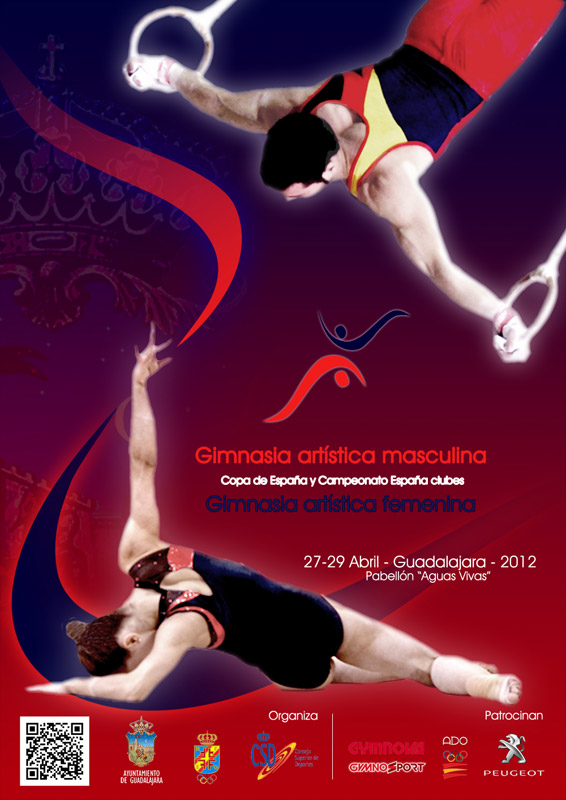 Gimnasia artística masculina
Copa de España y Campeonato España clubes
Gimnasia artística femenina
27-29 Abril - Guadalajara - 2012
Pabellón "Aguas Vivas"
Organiza
Patrocinan
AYUNTAMIENTO
DE GUADALAJARA
CSD
Consejo
Superior de
Deportes
GYMNOVA
GYMNOSPORT
ADO
PEUGEOT